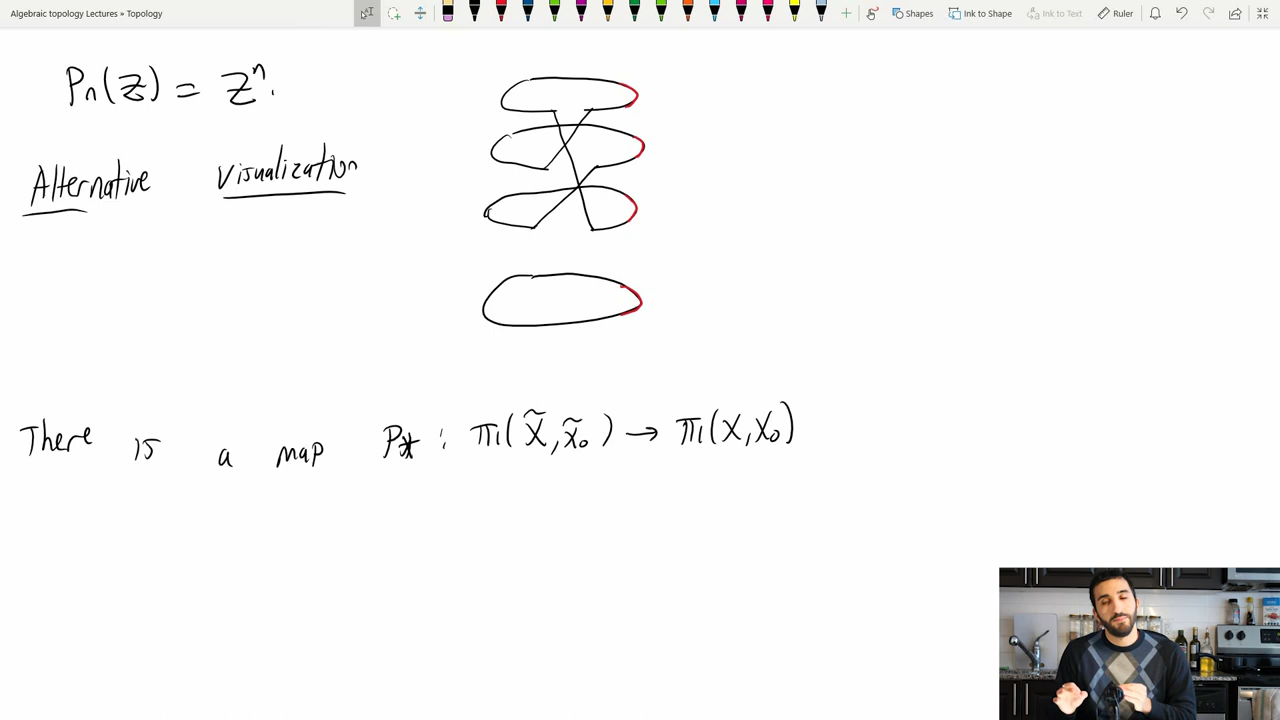 Algebraic topology Lectures - Topology
Shapes Ink to Shape Ink to Text Ruler
Pn(Z) = Zⁿ.
Alternative Visualization
There is a map P* : π1(X̃, x̃0) → π1(X, X0)